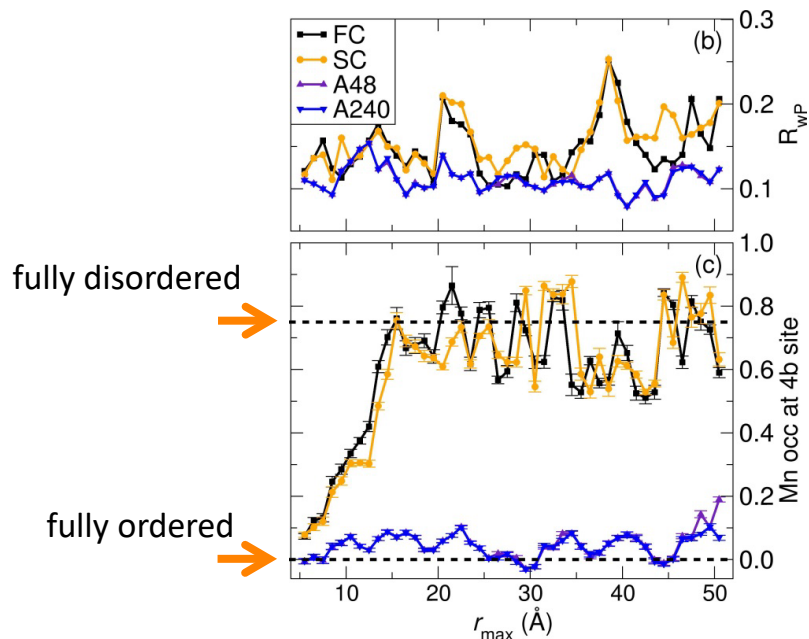 0.3
FC
(b)
SC
A48
A240
0.2
0.1
R_wP
fully disordered
fully ordered
1.0
(c)
0.8
0.6
0.4
0.2
0.0
Mn occ at 4b site
10 20 30 40 50
r_max (Å)